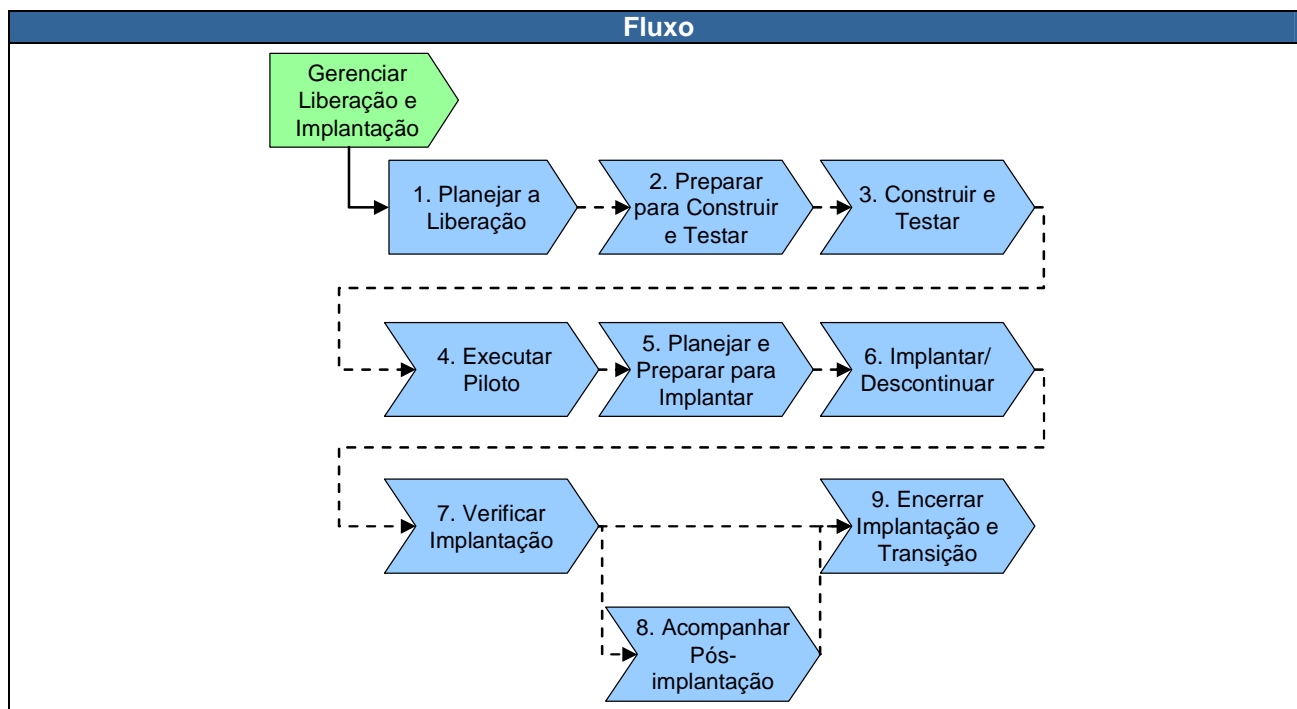 Fluxo
Gerenciar
Liberação e
Implantação
1. Planejar a
Liberação
2. Preparar
para Construir
e Testar
3. Construir e
Testar
4. Executar
Piloto
5. Planejar e
Preparar para
Implantar
6. Implantar/
Descontinuar
7. Verificar
Implantação
9. Encerrar
Implantação e
Transição
8. Acompanhar
Pós-
implantação